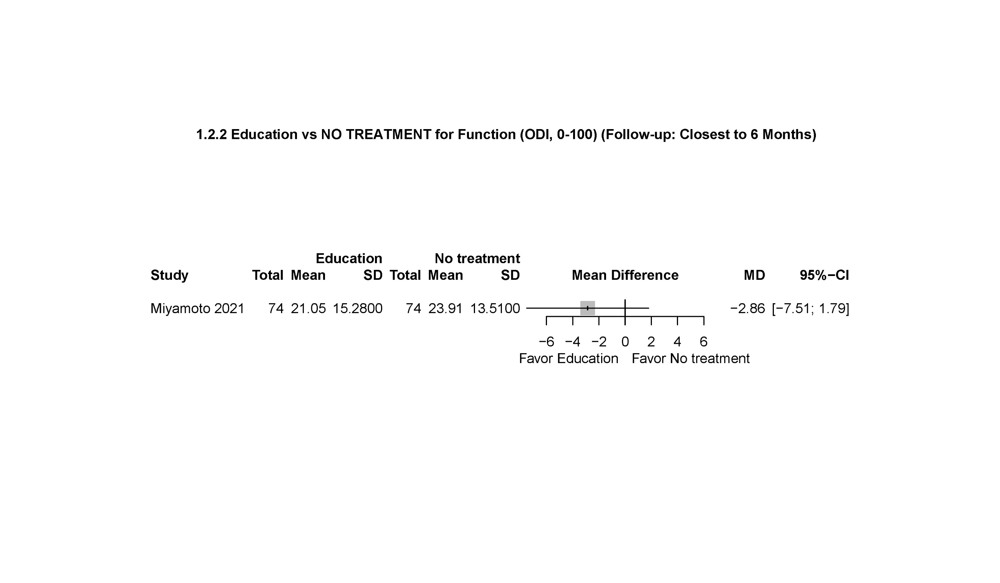 1.2.2 Education vs NO TREATMENT for Function (ODI, 0-100) (Follow-up: Closest to 6 Months)
Education No treatment
Study Total Mean SD Total Mean SD Mean Difference MD 95%−CI
Miyamoto 2021 74 21.05 15.2800 74 23.91 13.5100 −2.86 [−7.51; 1.79]
−6 −4 −2 0 2 4 6
Favor Education Favor No treatment